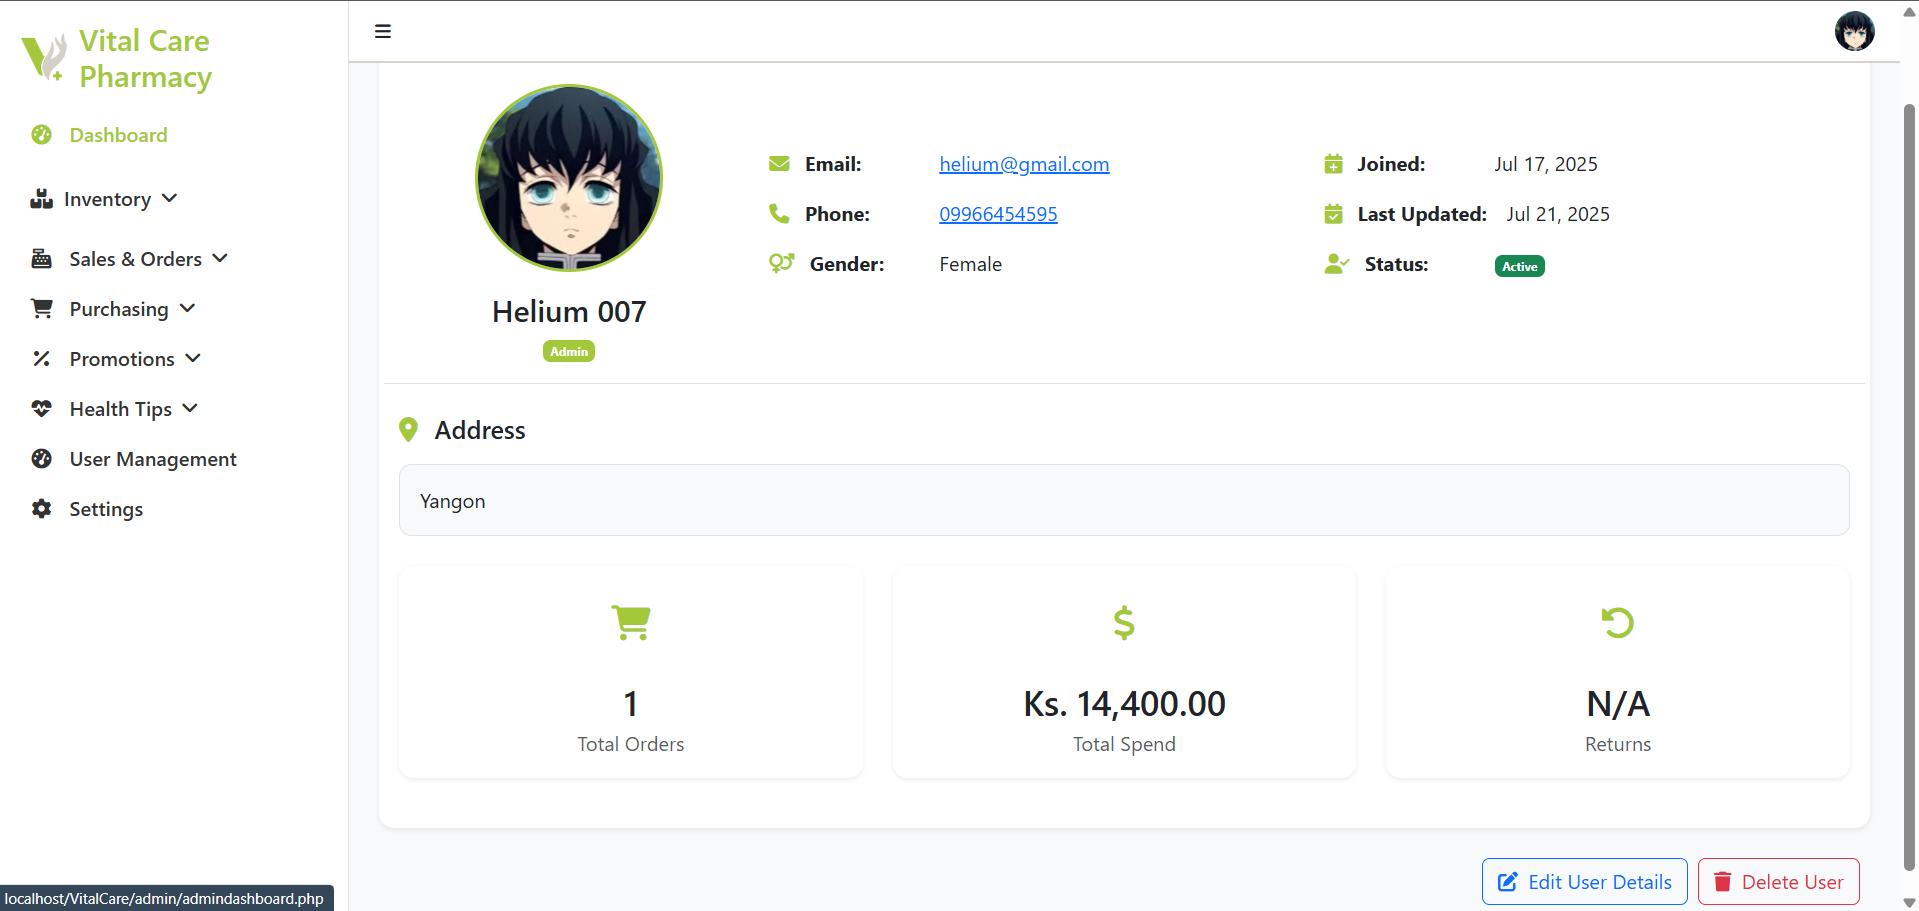 Vital Care
Pharmacy
Dashboard
Inventory
Sales & Orders
Purchasing
Promotions
Health Tips
User Management
Settings
Helium 007
Admin
Email: helium@gmail.com
Phone: 09966454595
Gender: Female
Joined: Jul 17, 2025
Last Updated: Jul 21, 2025
Status: Active
Address
Yangon
1
Total Orders
Ks. 14,400.00
Total Spend
N/A
Returns
Edit User Details
Delete User
localhost/VitalCare/admin/admindashboard.php